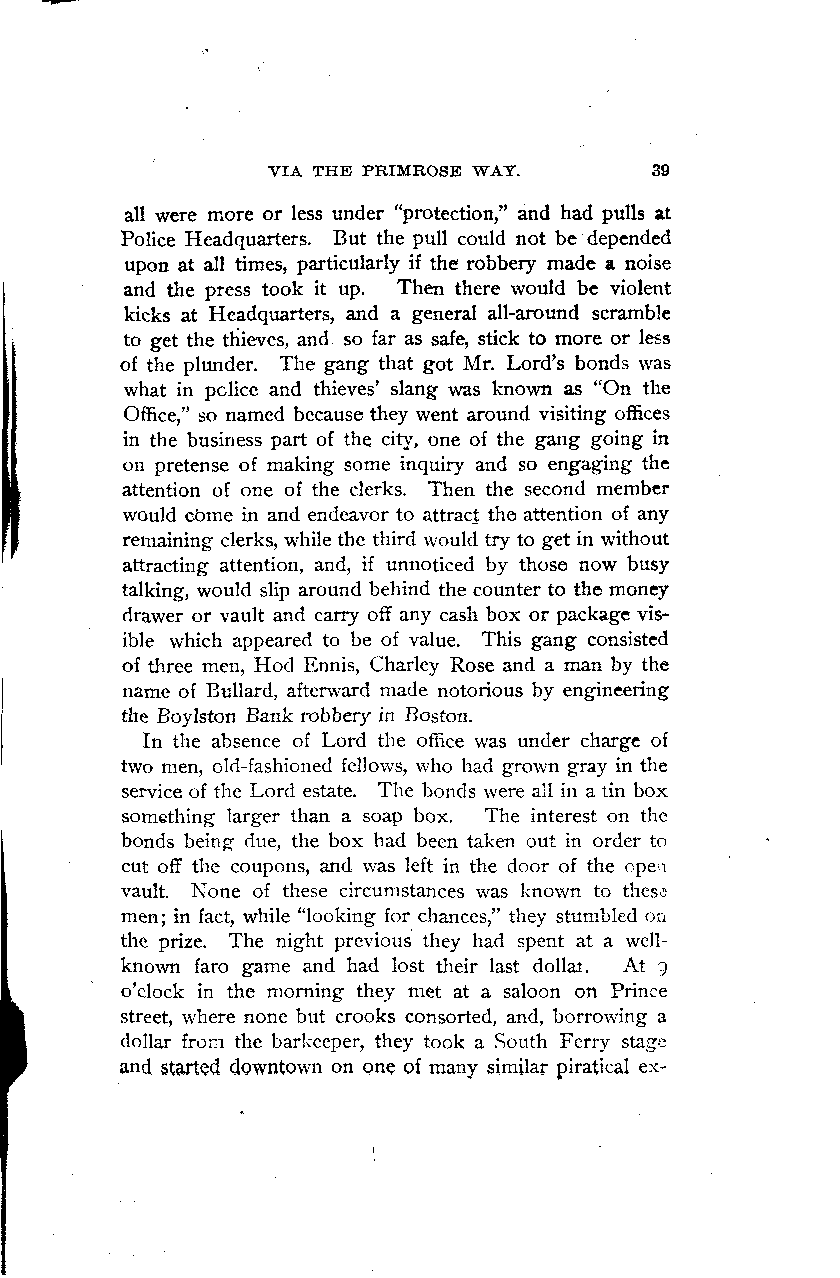 VIA THE PRIMROSE WAY. 39
all were more or less under “protection,” and had pulls at
Police Headquarters. But the pull could not be depended
upon at all times, particularly if the robbery made a noise
and the press took it up. Then there would be violent
kicks at Headquarters, and a general all-around scramble
to get the thieves, and so far as safe, stick to more or less
of the plunder. The gang that got Mr. Lord’s bonds was
what in police and thieves’ slang was known as “On the
Office,” so named because they went around visiting offices
in the business part of the city, one of the gang going in
on pretense of making some inquiry and so engaging the
attention of one of the clerks. Then the second member
would come in and endeavor to attract the attention of any
remaining clerks, while the third would try to get in without
attracting attention, and, if unnoticed by those now busy
talking, would slip around behind the counter to the money
drawer or vault and carry off any cash box or package vis-
ible which appeared to be of value. This gang consisted
of three men, Hod Ennis, Charley Rose and a man by the
name of Bullard, afterward made notorious by engineering
the Boylston Bank robbery in Boston.
In the absence of Lord the office was under charge of
two men, old-fashioned fellows, who had grown gray in the
service of the Lord estate. The bonds were all in a tin box
something larger than a soap box. The interest on the
bonds being due, the box had been taken out in order to
cut off the coupons, and was left in the door of the open
vault. None of these circumstances was known to these
men; in fact, while “looking for chances,” they stumbled on
the prize. The night previous they had spent at a well-
known faro game and had lost their last dollar. At 9
o’clock in the morning they met at a saloon on Prince
street, where none but crooks consorted, and, borrowing a
dollar from the barkeeper, they took a South Ferry stage
and started downtown on one of many similar piratical ex-